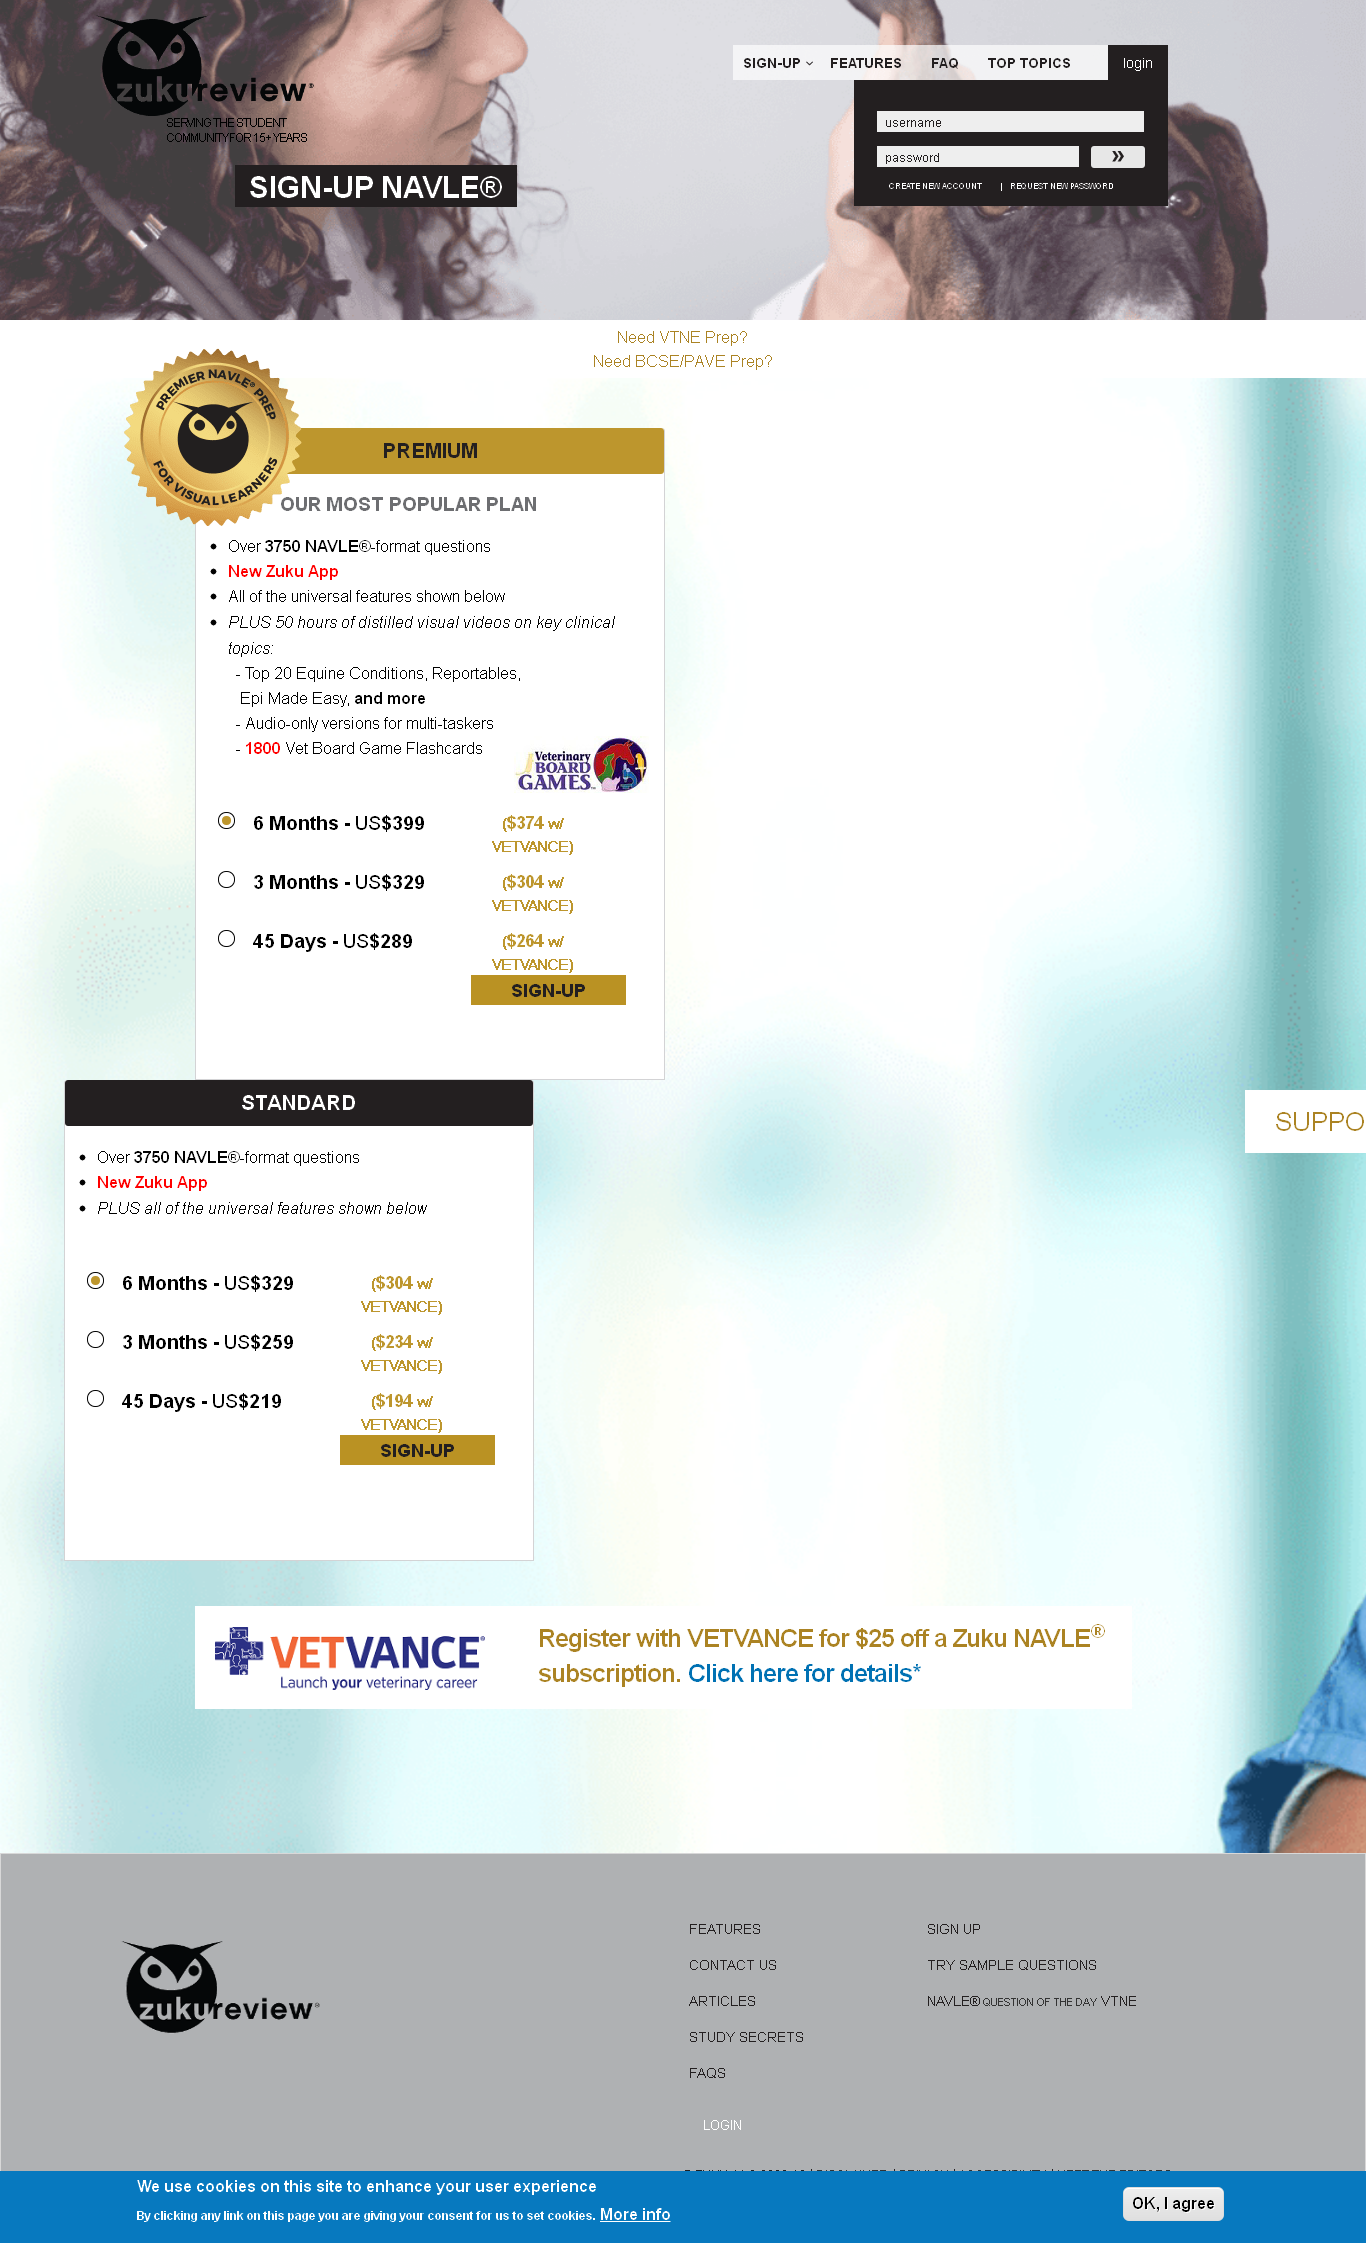 zukureview®
SERVING THE STUDENT
COMMUNITY FOR 15+ YEARS
SIGN-UP
FEATURES
FAQ
TOP TOPICS
login
username
password
»
CREATE NEW ACCOUNT | REQUEST NEW PASSWORD
SIGN-UP NAVLE®
Need VTNE Prep?
Need BCSE/PAVE Prep?
PREMIER NAVLE® PREP
FOR VISUAL LEARNERS
PREMIUM
OUR MOST POPULAR PLAN
• Over 3750 NAVLE®-format questions
• New Zuku App
• All of the universal features shown below
• PLUS 50 hours of distilled visual videos on key clinical
topics:
- Top 20 Equine Conditions, Reportables,
Epi Made Easy, and more
- Audio-only versions for multi-taskers
- 1800 Vet Board Game Flashcards
Veterinary
BOARD
GAMES
6 Months - US$399 ($374 w/
VETVANCE)
3 Months - US$329 ($304 w/
VETVANCE)
45 Days - US$289 ($264 w/
VETVANCE)
SIGN-UP
STANDARD
SUPPO
• Over 3750 NAVLE®-format questions
• New Zuku App
• PLUS all of the universal features shown below
6 Months - US$329 ($304 w/
VETVANCE)
3 Months - US$259 ($234 w/
VETVANCE)
45 Days - US$219 ($194 w/
VETVANCE)
SIGN-UP
VETVANCE®
Launch your veterinary career
Register with VETVANCE for $25 off a Zuku NAVLE®
subscription. Click here for details*
zukureview®
FEATURES
CONTACT US
ARTICLES
STUDY SECRETS
FAQS
LOGIN
SIGN UP
TRY SAMPLE QUESTIONS
NAVLE® QUESTION OF THE DAY VTNE
We use cookies on this site to enhance your user experience
By clicking any link on this page you are giving your consent for us to set cookies. More info
OK, I agree